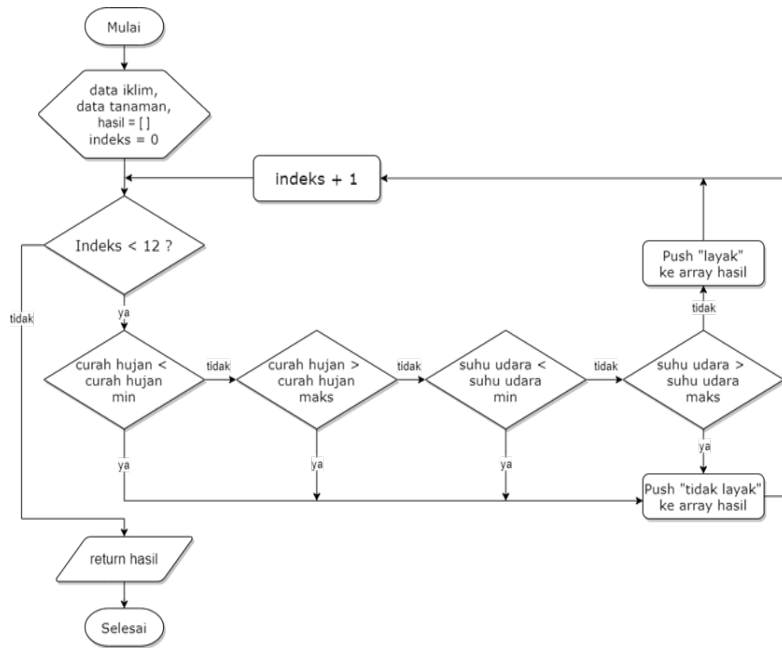 Mulai
data iklim,
data tanaman,
hasil = [ ]
indeks = 0
indeks + 1
Indeks < 12 ?
Push "layak"
ke array hasil
tidak
ya
tidak
curah hujan <
curah hujan
min
tidak
curah hujan >
curah hujan
maks
tidak
suhu udara <
suhu udara
min
tidak
suhu udara >
suhu udara
maks
ya
ya
ya
ya
Push "tidak layak"
ke array hasil
return hasil
Selesai